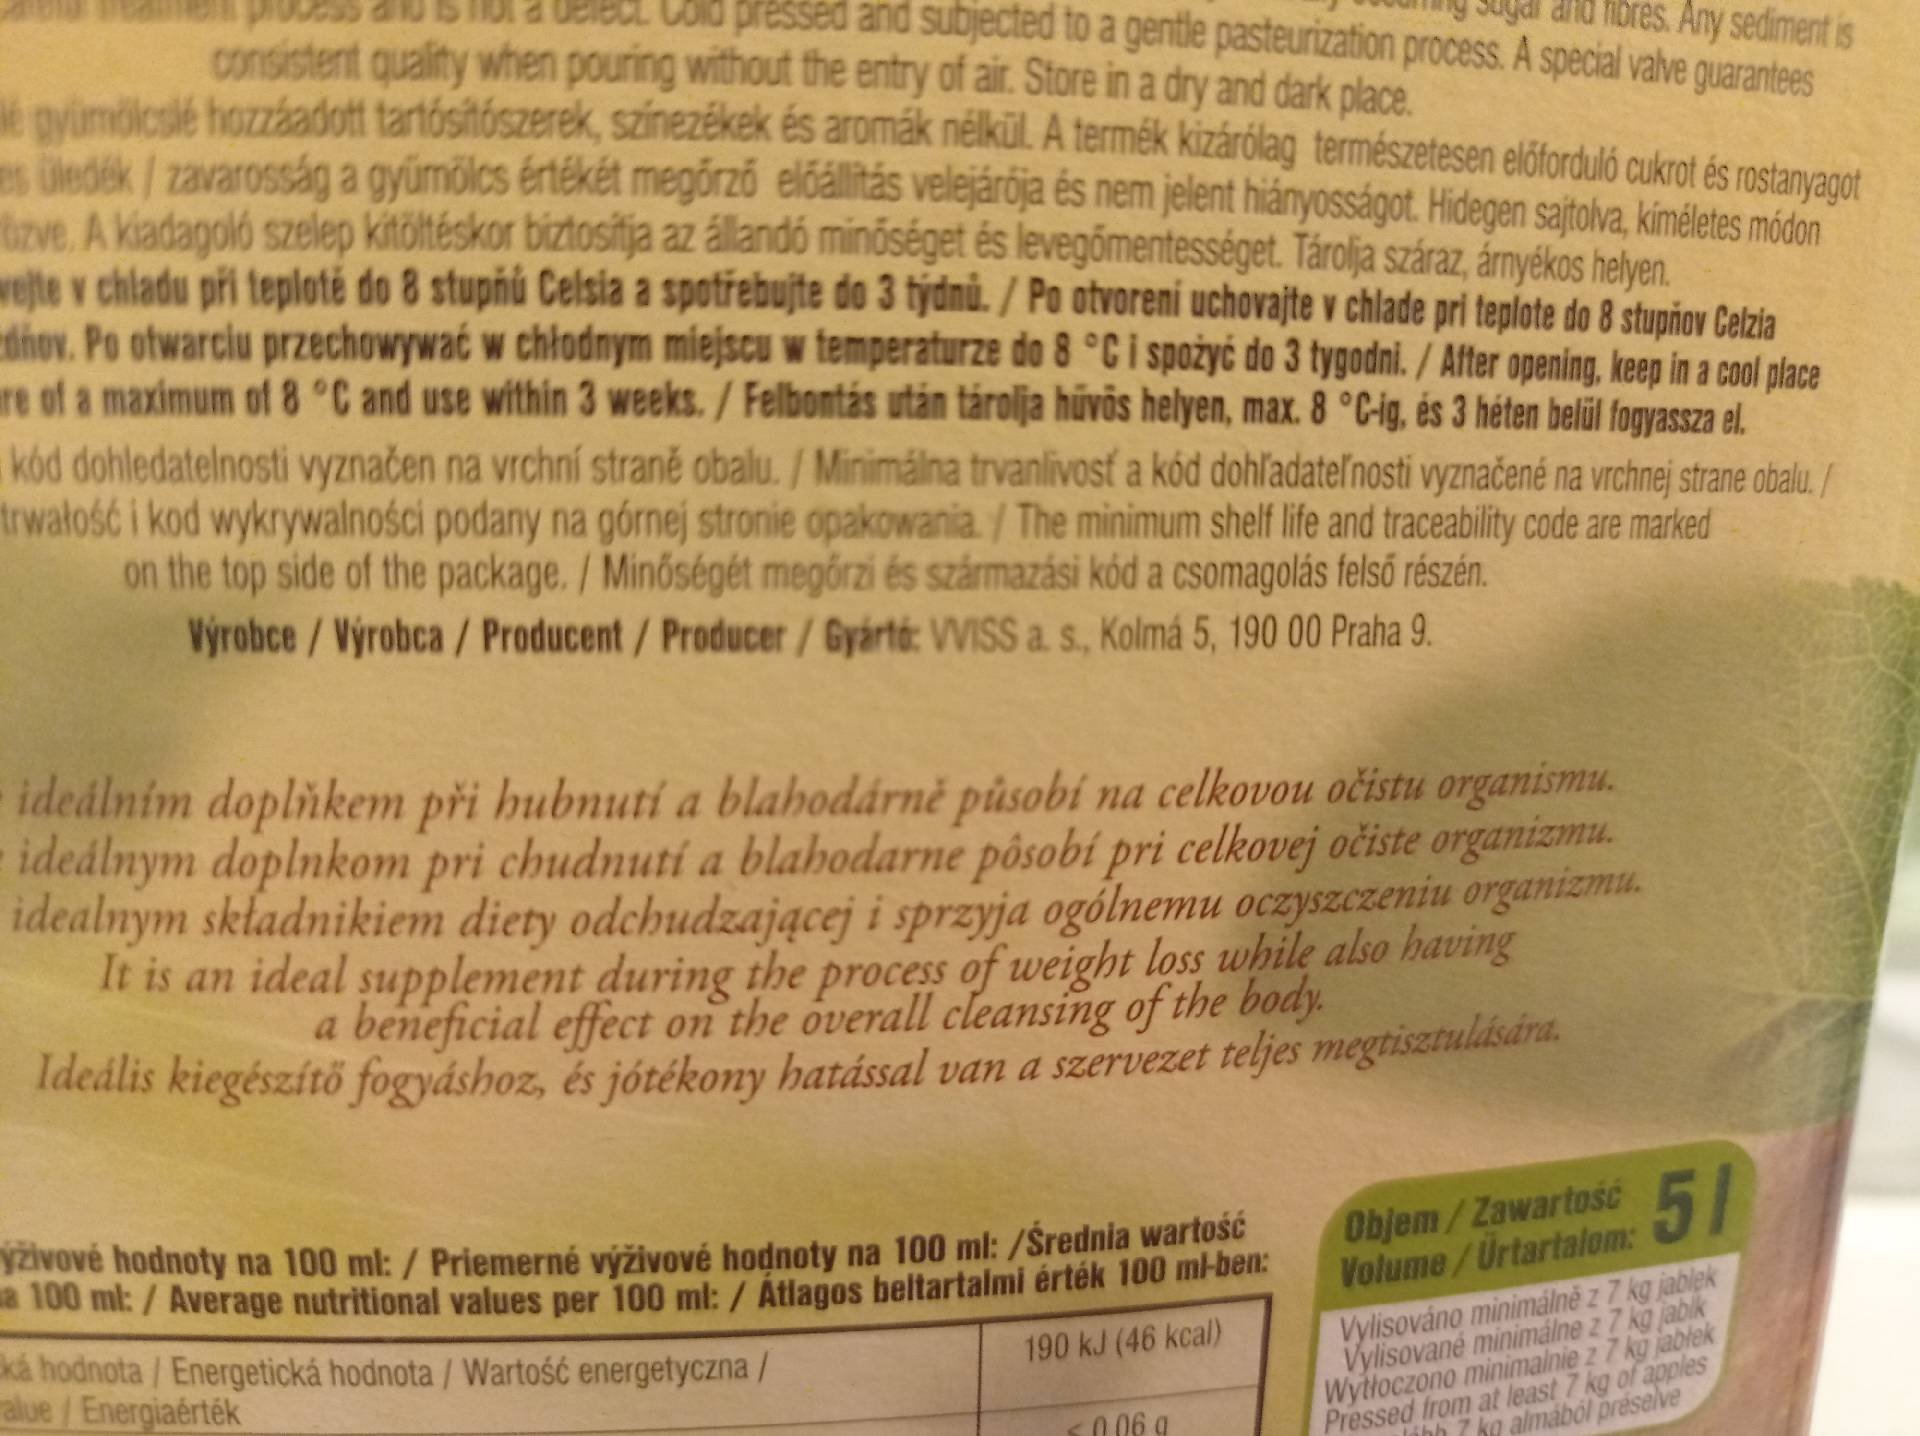 process and is not a defect. Cold pressed and subjected to a gentle pasteurization process. A special valve guarantees
sugar and fibres. Any sediment is
consistent quality when pouring without the entry of air. Store in a dry and dark place.
gyümölcslé hozzáadott tartósítószerek, színezékek és aromák nélkül. A termék kizárólag természetesen előforduló cukrot és rostanyagot
üledék / zavarosság a gyümölcs értékét megőrző előállítás velejárója és nem jelent hiányosságot. Hidegen sajtolva, kíméletes módon
A kiadagoló szelep kitöltéskor biztosítja az állandó minőséget és levegőmentességet. Tárolja száraz, árnyékos helyen.
v chladu při teplotě do 8 stupňů Celsia a spotřebujte do 3 týdnů. / Po otvorení uchovajte v chlade pri teplote do 8 stupňov Celzia
Po otwarciu przechowywać w chłodnym miejscu w temperaturze do 8 °C i spożyć do 3 tygodni. / After opening, keep in a cool place
of a maximum of 8 °C and use within 3 weeks. / Felbontás után tárolja hűvös helyen, max. 8 °C-ig, és 3 héten belül fogyassza el.
kód dohledatelnosti vyznačen na vrchní straně obalu. / Minimálna trvanlivosť a kód dohľadateľnosti vyznačené na vrchnej strane obalu. /
trwałość i kod wykrywalności podany na górnej stronie opakowania. / The minimum shelf life and traceability code are marked
on the top side of the package. / Minőségét megőrzi és származási kód a csomagolás felső részén.
Výrobce / Výrobca / Producent / Producer / Gyártó: VVISS a. s., Kolmá 5, 190 00 Praha 9.
ideálním doplňkem při hubnutí a blahodárně působí na celkovou očistu organismu.
ideálnym doplnkom pri chudnutí a blahodarne pôsobí pri celkovej očiste organizmu.
idealnym składnikiem diety odchudzającej i sprzyja ogólnemu oczyszczeniu organizmu.
It is an ideal supplement during the process of weight loss while also having
a beneficial effect on the overall cleansing of the body.
Ideális kiegészítő fogyáshoz, és jótékony hatással van a szervezet teljes megtisztulására.
hodnoty na 100 ml: / Priemerné výživové hodnoty na 100 ml: /Średnia wartość
100 ml: / Average nutritional values per 100 ml: / Átlagos beltartalmi érték 100 ml-ben:
hodnota / Energetická hodnota / Wartość energetyczna /
/ Energiaérték
190 kJ (46 kcal)
< 0,06 g
Objem / Zawartość
Volume / Űrtartalom:
5 l
Vylisováno minimálně z 7 kg jablek
Vylisované minimálne z 7 kg jabĺk
Wytłoczono minimalnie z 7 kg jabłek
Pressed from at least 7 kg of apples
7 kg almából préselve